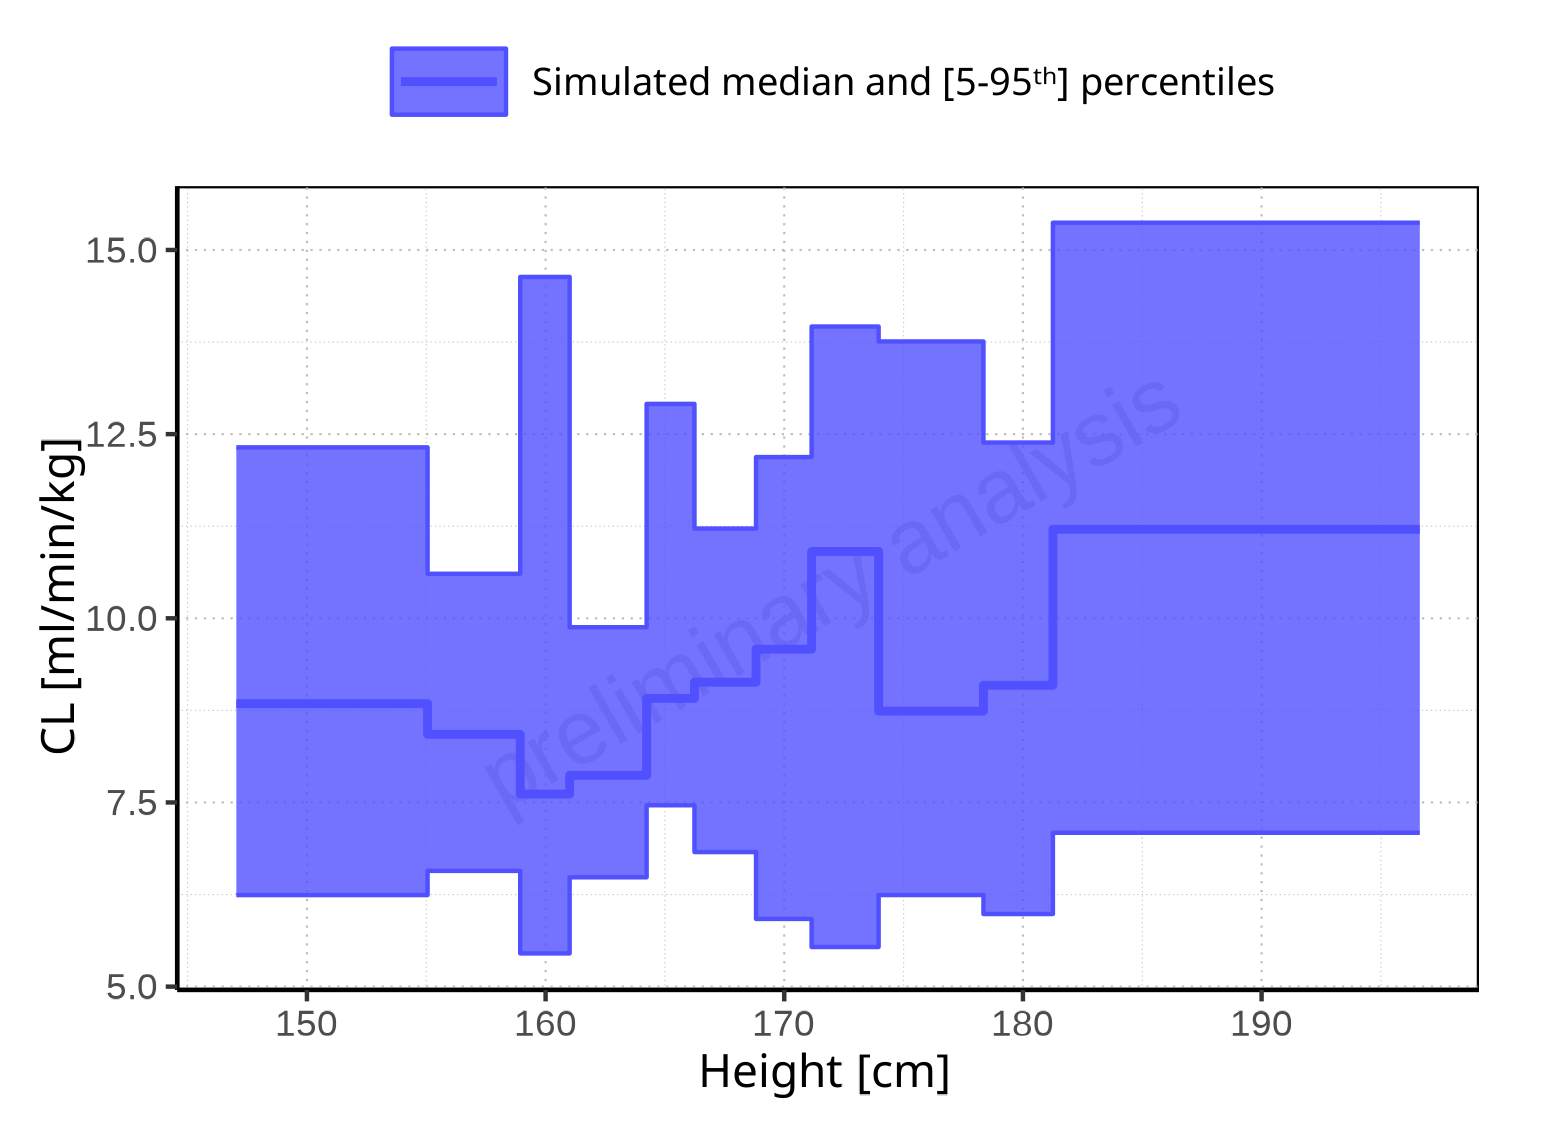 Simulated median and [5-95ᵗʰ] percentiles
15.0
12.5
10.0
7.5
5.0
CL [ml/min/kg]
preliminary analysis
150 160 170 180 190
Height [cm]